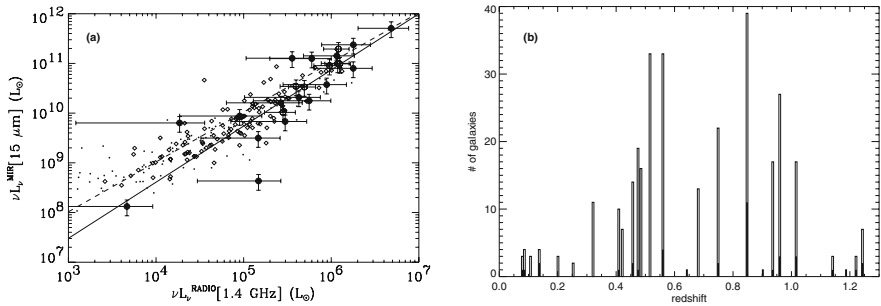 (a)
10^12
10^11
10^10
10^9
10^8
10^7
νL_ν^MIR[15 μm] (L_⊙)
10^3 10^4 10^5 10^6 10^7
νL_ν^RADIO[1.4 GHz] (L_⊙)
(b)
40
30
20
10
0
# of galaxies
0.0 0.2 0.4 0.6 0.8 1.0 1.2
redshift